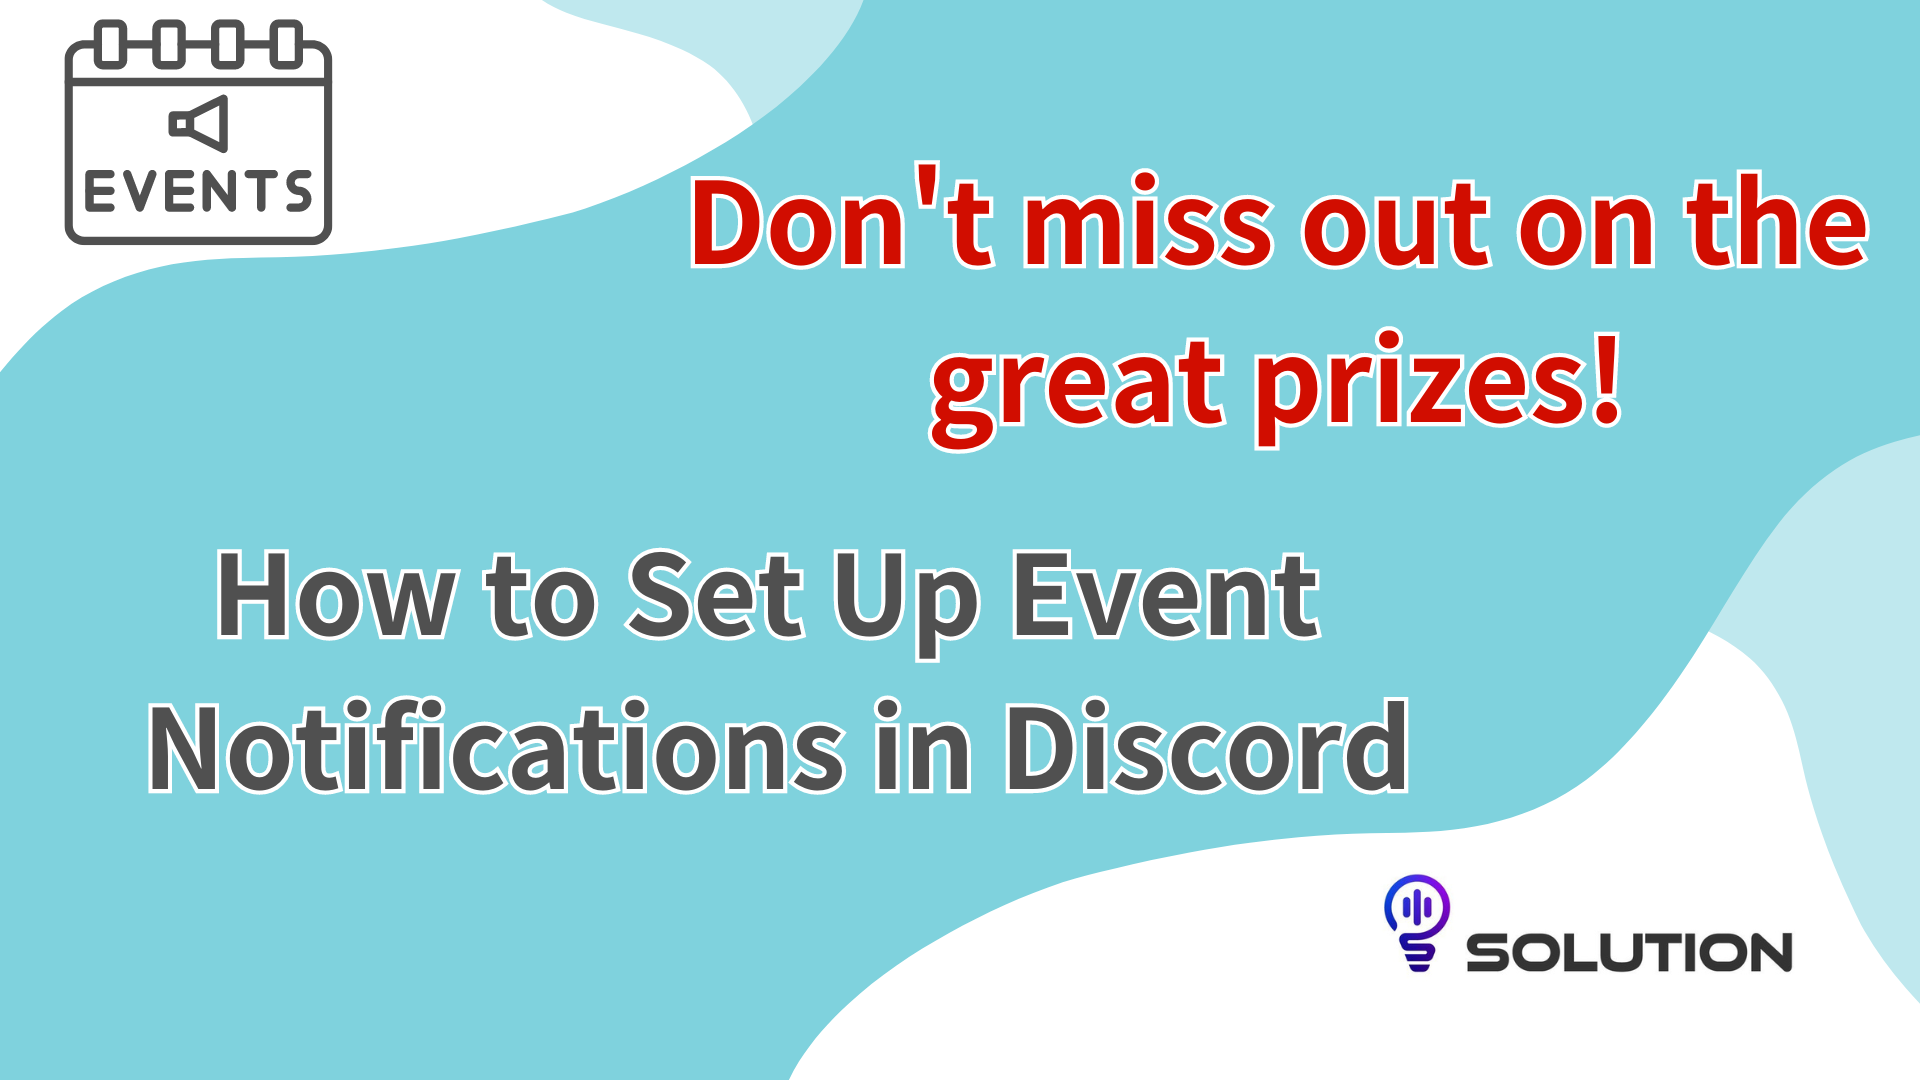 EVENTS
Don't miss out on the
great prizes!
How to Set Up Event
Notifications in Discord
SOLUTION